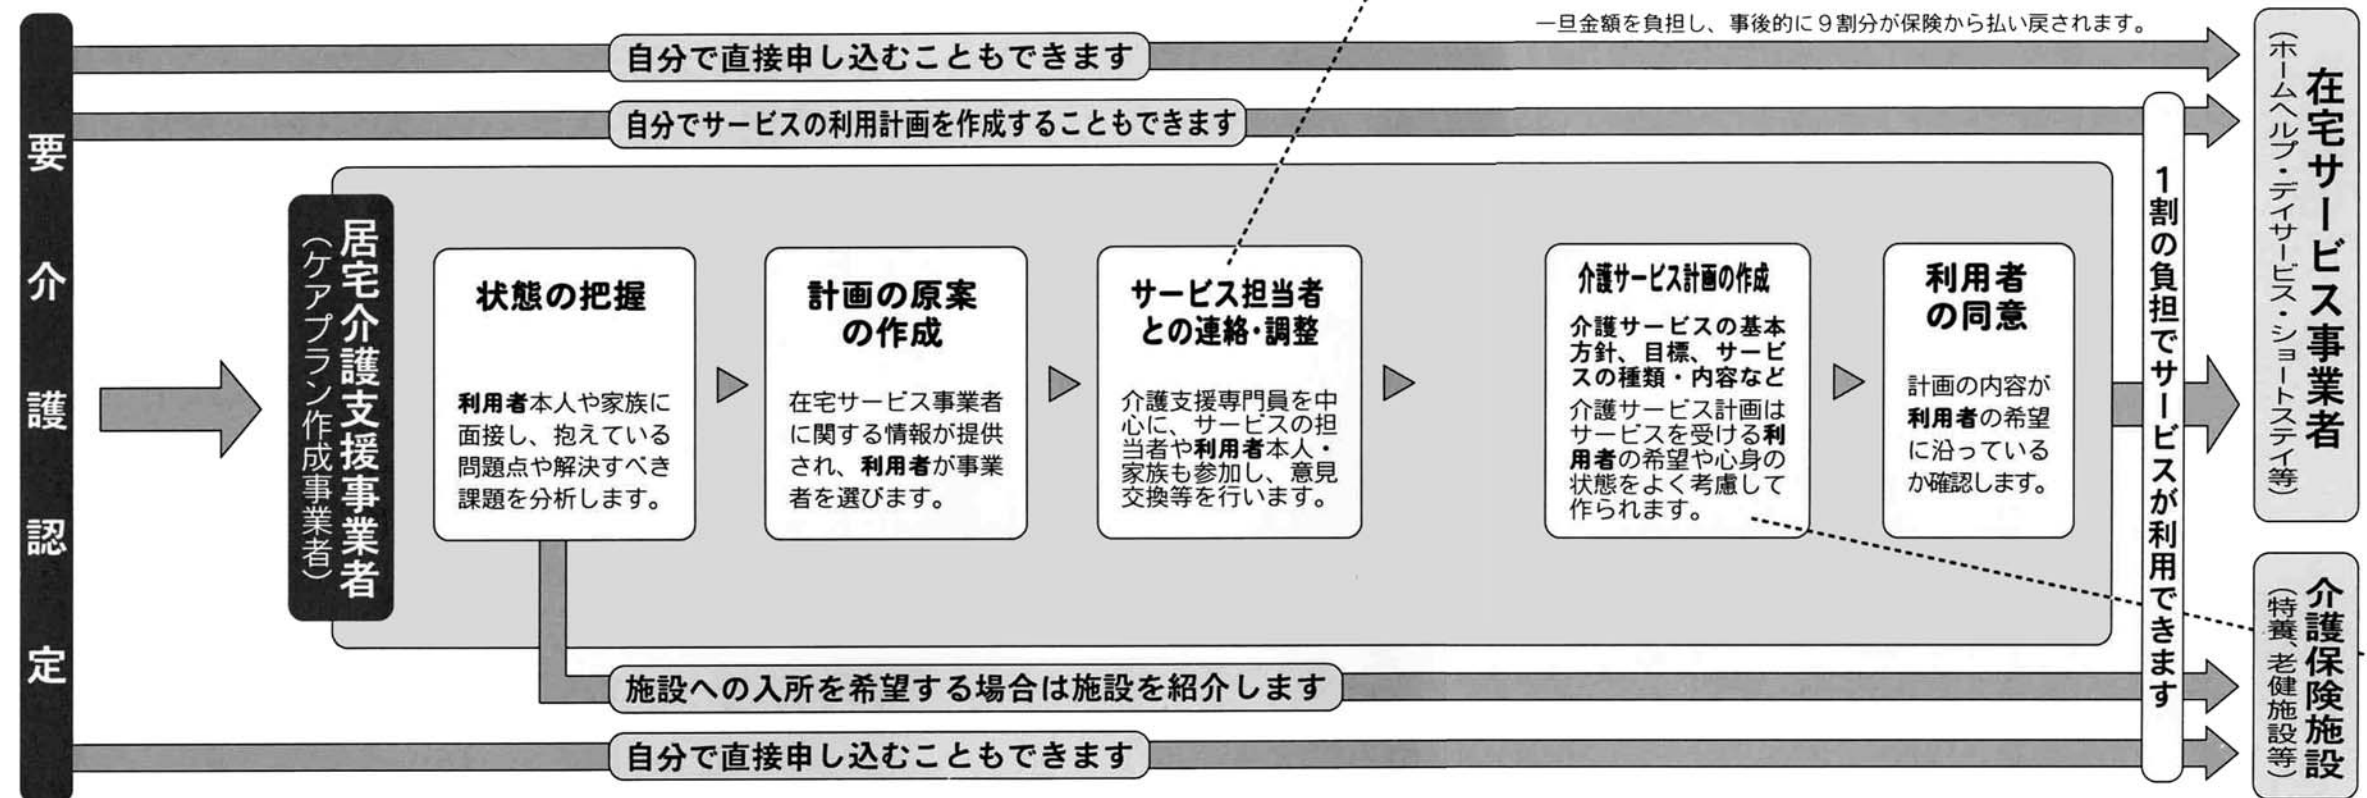 一旦金額を負担し、事後的に9割分が保険から払い戻されます。
自分で直接申し込むこともできます
自分でサービスの利用計画を作成することもできます
要介護認定
居宅介護支援事業者
(ケアプラン作成事業者)
状態の把握
利用者本人や家族に
面接し、抱えている
問題点や解決すべき
課題を分析します。
計画の原案
の作成
在宅サービス事業者
に関する情報が提供
され、利用者が事業
者を選びます。
サービス担当者
との連絡・調整
介護支援専門員を中
心に、サービスの担
当者や利用者本人・
家族も参加し、意見
交換等を行います。
介護サービス計画の作成
介護サービスの基本
方針、目標、サービ
スの種類・内容など
介護サービス計画は
サービスを受ける利
用者の希望や心身の
状態をよく考慮して
作られます。
利用者
の同意
計画の内容が
利用者の希望
に沿っている
か確認します。
1割の負担でサービスが利用できます
在宅サービス事業者
(ホームヘルプ・デイサービス・ショートステイ等)
施設への入所を希望する場合は施設を紹介します
自分で直接申し込むこともできます
介護保険施設
(特養、老健施設等)